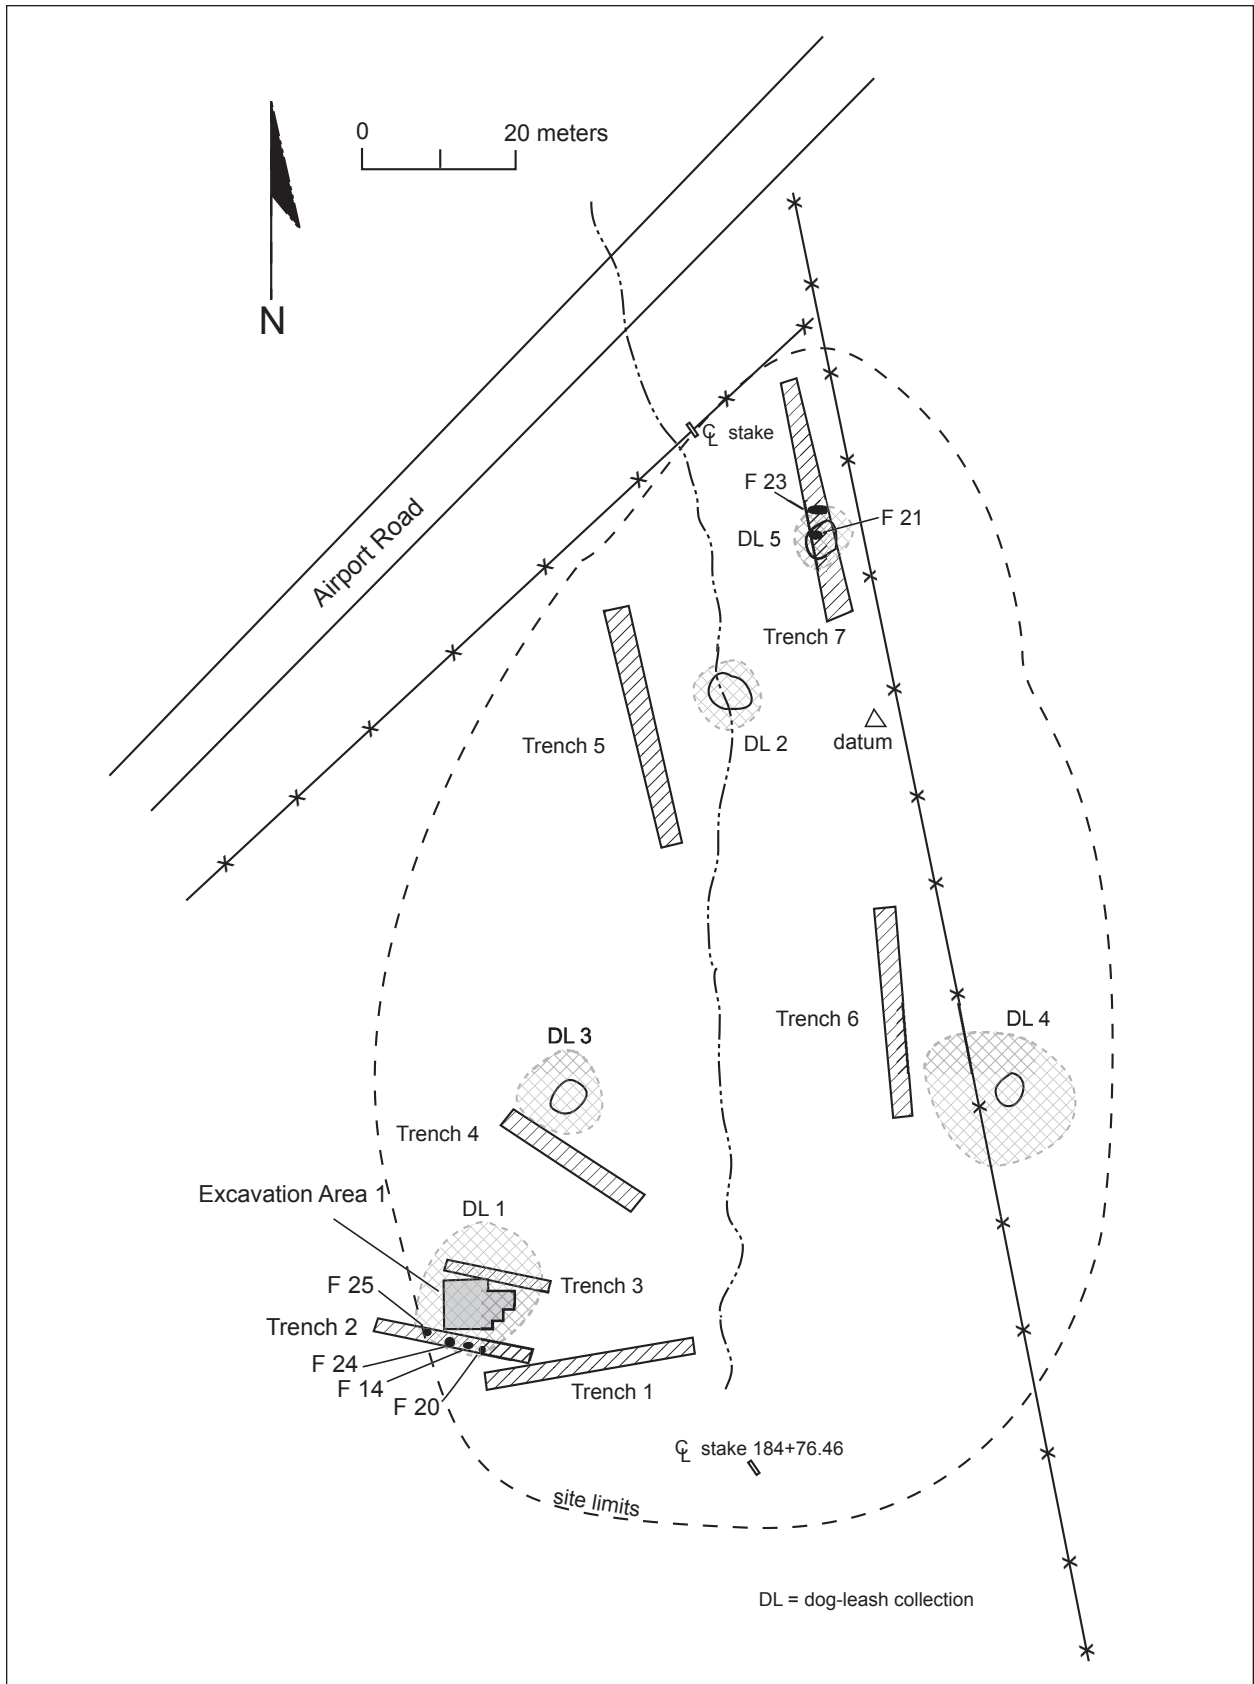 0 20 meters
N
℄ stake
F 23
F 21
DL 5
Airport Road
Trench 7
Trench 5
DL 2
datum
Trench 6
DL 4
DL 3
Trench 4
Excavation Area 1
DL 1
F 25
Trench 3
Trench 2
F 24
F 14
F 20
Trench 1
℄ stake 184+76.46
site limits
DL = dog-leash collection